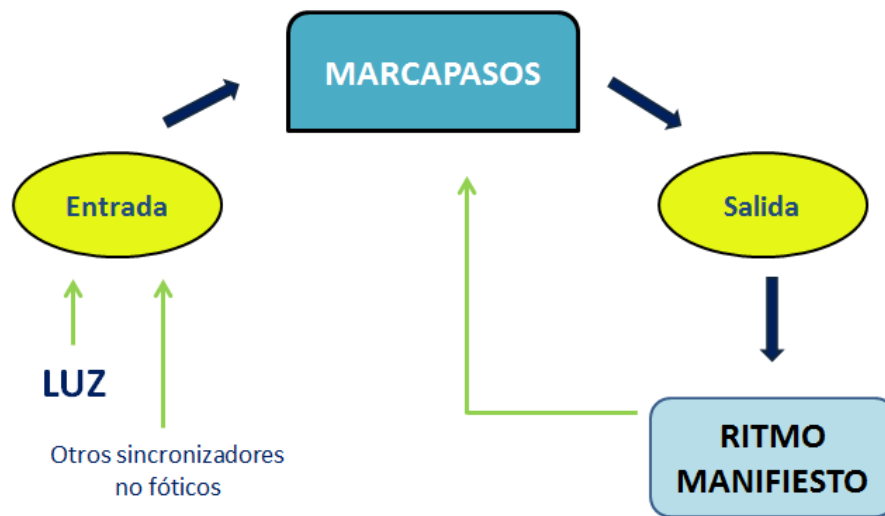 MARCAPASOS
Entrada
Salida
LUZ
Otros sincronizadores
no fóticos
RITMO
MANIFIESTO